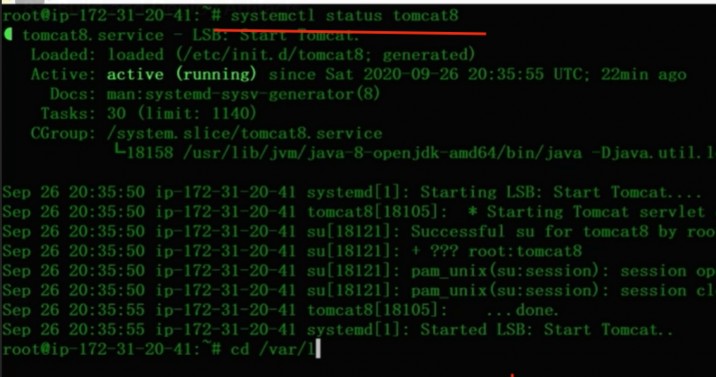 root@ip-172-31-20-41:~# systemctl status tomcat8
tomcat8.service - LSB: Start Tomcat.
Loaded: loaded (/etc/init.d/tomcat8; generated)
Active: active (running) since Sat 2020-09-26 20:35:55 UTC; 22min ago
Docs: man:systemd-sysv-generator(8)
Tasks: 30 (limit: 1140)
CGroup: /system.slice/tomcat8.service
└─18158 /usr/lib/jvm/java-8-openjdk-amd64/bin/java -Djava.util.l
Sep 26 20:35:50 ip-172-31-20-41 systemd[1]: Starting LSB: Start Tomcat....
Sep 26 20:35:50 ip-172-31-20-41 tomcat8[18105]:  * Starting Tomcat servlet
Sep 26 20:35:50 ip-172-31-20-41 su[18121]: Successful su for tomcat8 by roo
Sep 26 20:35:50 ip-172-31-20-41 su[18121]: + ??? root:tomcat8
Sep 26 20:35:50 ip-172-31-20-41 su[18121]: pam_unix(su:session): session op
Sep 26 20:35:50 ip-172-31-20-41 su[18121]: pam_unix(su:session): session cl
Sep 26 20:35:55 ip-172-31-20-41 tomcat8[18105]:    ...done.
Sep 26 20:35:55 ip-172-31-20-41 systemd[1]: Started LSB: Start Tomcat..
root@ip-172-31-20-41:~# cd /var/l